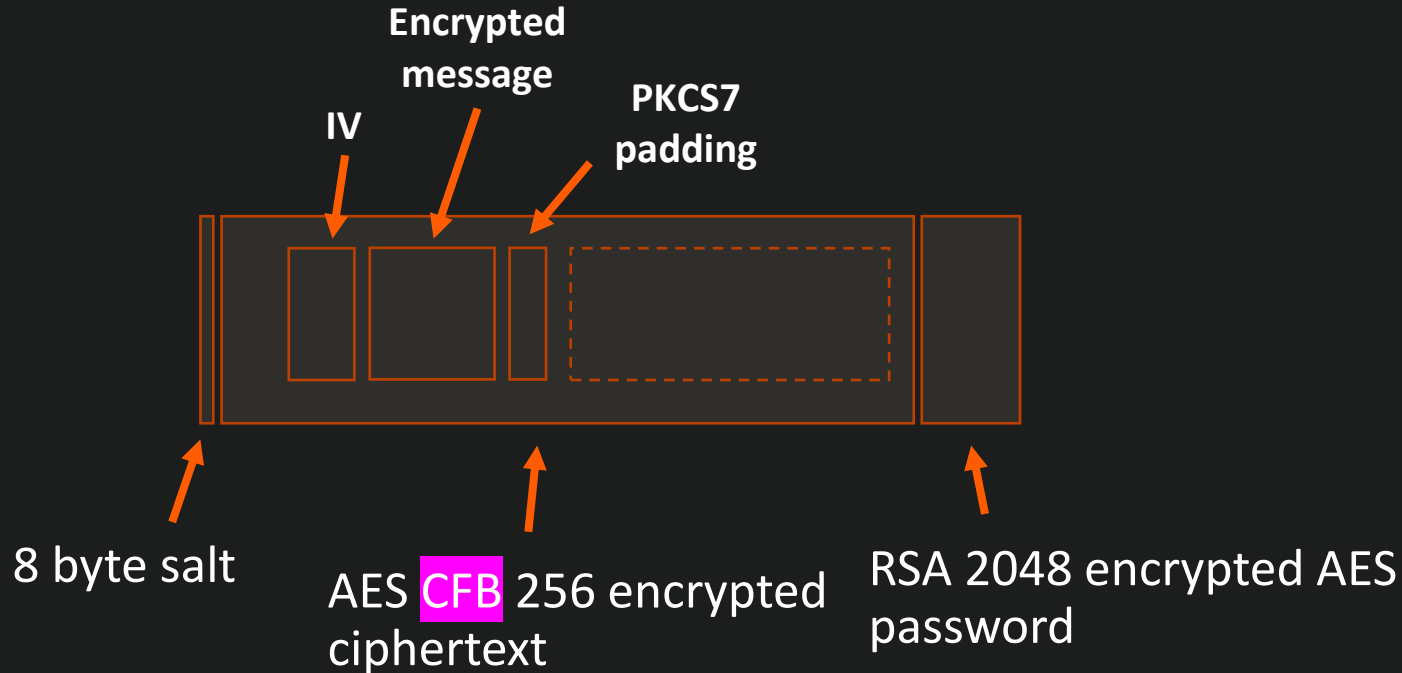 Encrypted
message
IV
PKCS7
padding
8 byte salt
AES CFB 256 encrypted
ciphertext
RSA 2048 encrypted AES
password